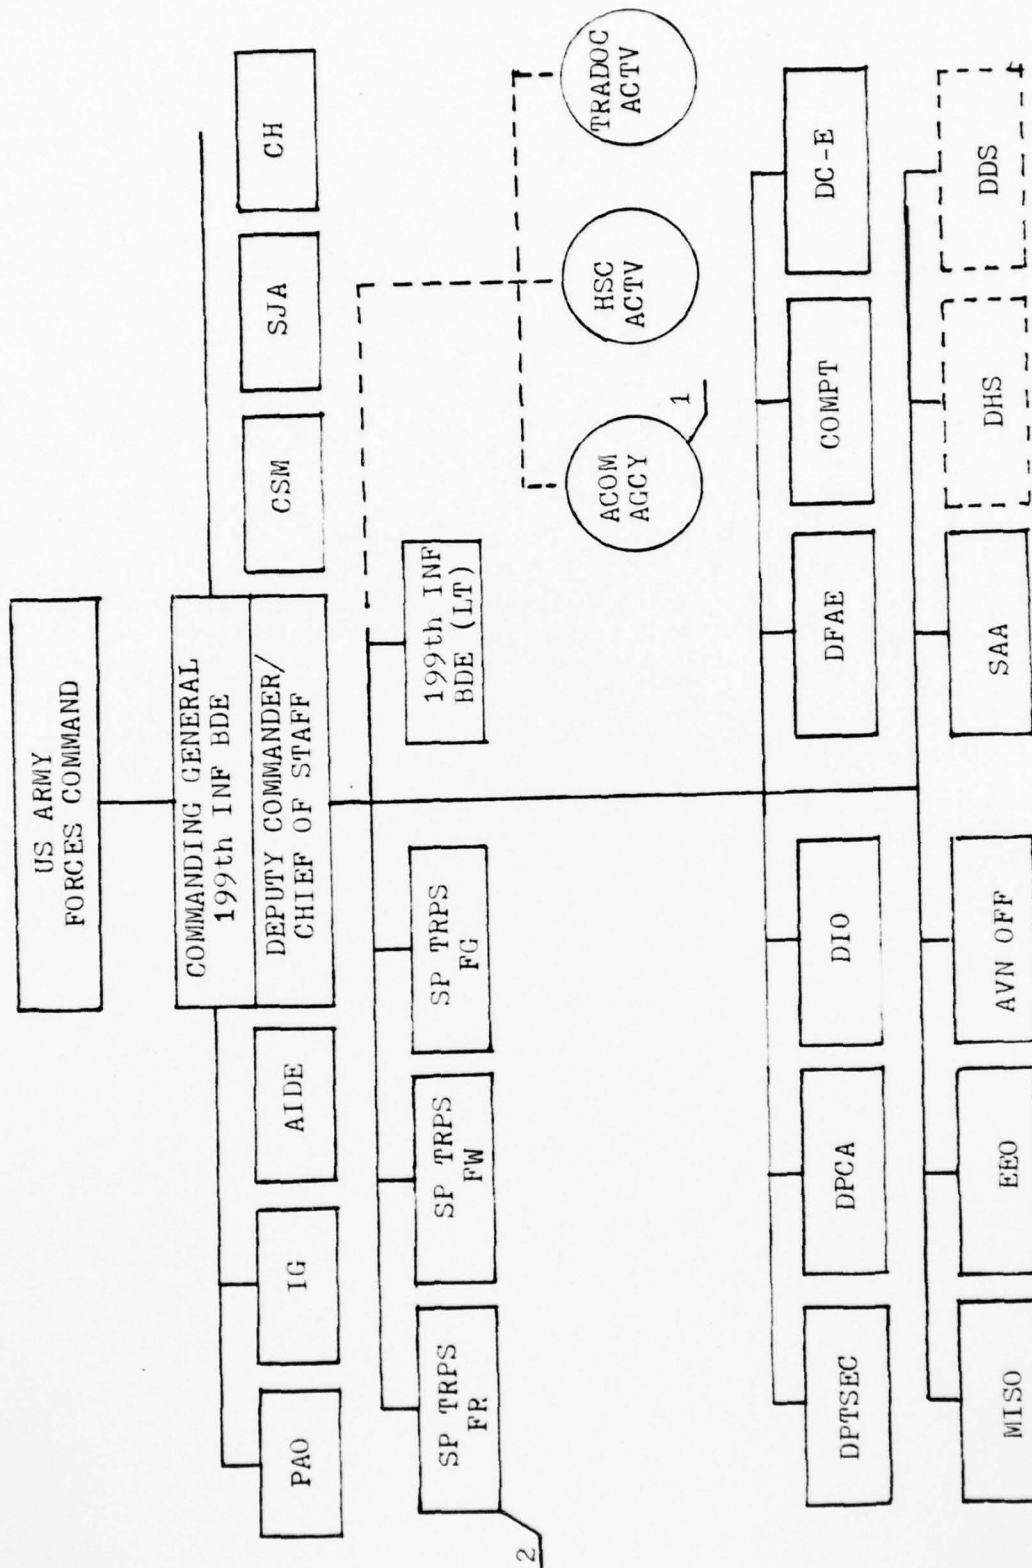 US ARMY
FORCES COMMAND
COMMANDING GENERAL
199th INF BDE
DEPUTY COMMANDER/
CHIEF OF STAFF
PAO
IG
AIDE
CSM
SJA
CH
SP TRPS
FR
2
SP TRPS
FW
SP TRPS
FG
199th INF
BDE (LT)
ACOM
AGCY
1
HSC
ACTV
TRADOC
ACTV
DPTSEC
DPCA
DIO
DFAE
COMPT
DC-E
MISO
EEO
AVN OFF
SAA
DHS
DDS